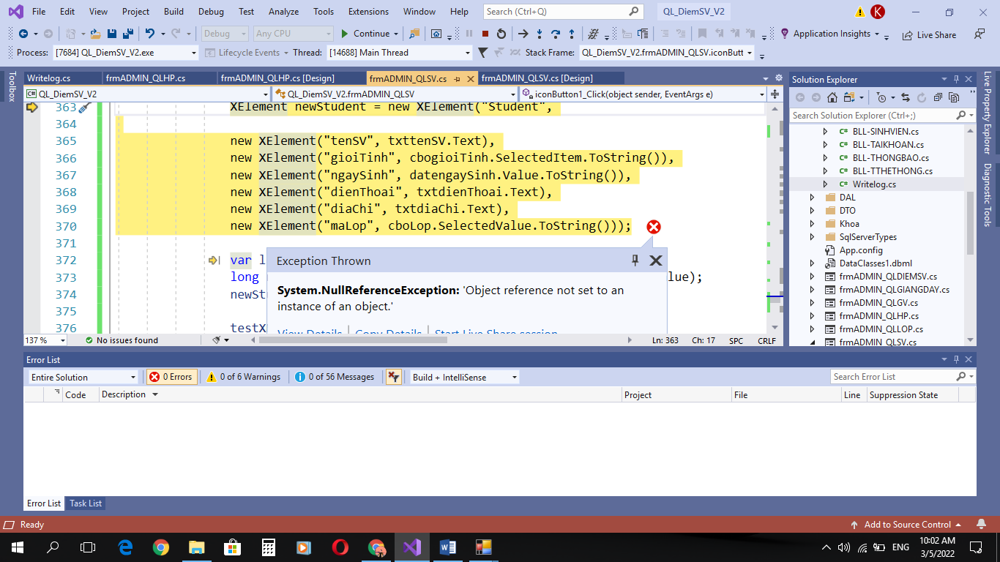 File Edit View Project Build Debug Test Analyze Tools Extensions Window Help Search (Ctrl+Q) QL_DiemSV_V2 K
Debug Any CPU Continue Application Insights Live Share
Process: [7684] QL_DiemSV_V2.exe Lifecycle Events Thread: [14688] Main Thread Stack Frame: QL_DiemSV_V2.frmADMIN_QLSV.iconButt
Toolbox
Writelog.cs frmADMIN_QLHP.cs frmADMIN_QLHP.cs [Design] frmADMIN_QLSV.cs frmADMIN_QLSV.cs [Design]
QL_DiemSV_V2 QL_DiemSV_V2.frmADMIN_QLSV iconButton1_Click(object sender, EventArgs e)
363 XElement newStudent = new XElement("Student",
364
365 new XElement("tenSV", txttenSV.Text),
366 new XElement("gioiTinh", cbogioiTinh.SelectedItem.ToString()),
367 new XElement("ngaySinh", datengaySinh.Value.ToString()),
368 new XElement("dienThoai", txtdienThoai.Text),
369 new XElement("diaChi", txtdiaChi.Text),
370 new XElement("maLop", cboLop.SelectedValue.ToString()));
371
372 var l
373 long lue);
374 newSt
375
376 testX
Exception Thrown
System.NullReferenceException: 'Object reference not set to an
instance of an object.'
View Details | Copy Details | Start Live Share session
137 % No issues found Ln: 363 Ch: 17 SPC CRLF
Solution Explorer
Search Solution Explorer (Ctrl+;)
BLL-SINHVIEN.cs
BLL-TAIKHOAN.cs
BLL-THONGBAO.cs
BLL-TTHETHONG.cs
Writelog.cs
DAL
DTO
Khoa
SqlServerTypes
App.config
DataClasses1.dbml
frmADMIN_QLDIEMSV.cs
frmADMIN_QLGIANGDAY.cs
frmADMIN_QLGV.cs
frmADMIN_QLHP.cs
frmADMIN_QLLOP.cs
frmADMIN_QLSV.cs
Live Property Explorer
Diagnostic Tools
Error List
Entire Solution 0 Errors 0 of 6 Warnings 0 of 56 Messages Build + IntelliSense Search Error List
Code Description Project File Line Suppression State
Error List Task List
Ready Add to Source Control
ENG 10:02 AM
3/5/2022